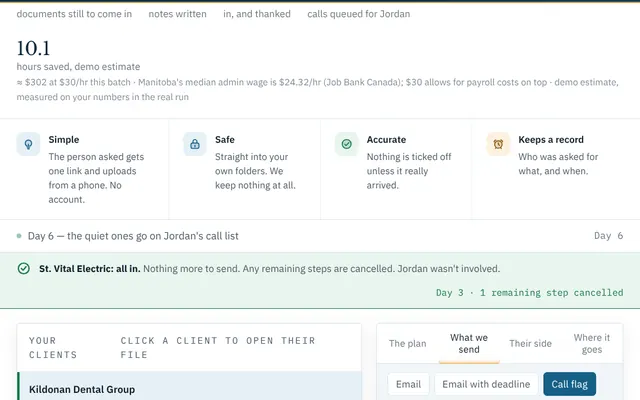 documents still to come in notes written in, and thanked calls queued for Jordan
10.1
hours saved, demo estimate
≈ $302 at $30/hr this batch · Manitoba's median admin wage is $24.32/hr (Job Bank Canada); $30 allows for payroll costs on top · demo estimate,
measured on your numbers in the real run
Simple
The person asked gets
one link and uploads
from a phone. No
account.
Safe
Straight into your
own folders. We
keep nothing at all.
Accurate
Nothing is ticked off
unless it really
arrived.
Keeps a record
Who was asked for
what, and when.
Day 6 — the quiet ones go on Jordan's call list Day 6
St. Vital Electric: all in. Nothing more to send. Any remaining steps are cancelled. Jordan wasn't involved.
Day 3 · 1 remaining step cancelled
YOUR
CLIENTS
CLICK A CLIENT TO OPEN THEIR
FILE
Kildonan Dental Group
The plan
What we
send
Their side
Where it
goes
Email
Email with deadline
Call flag